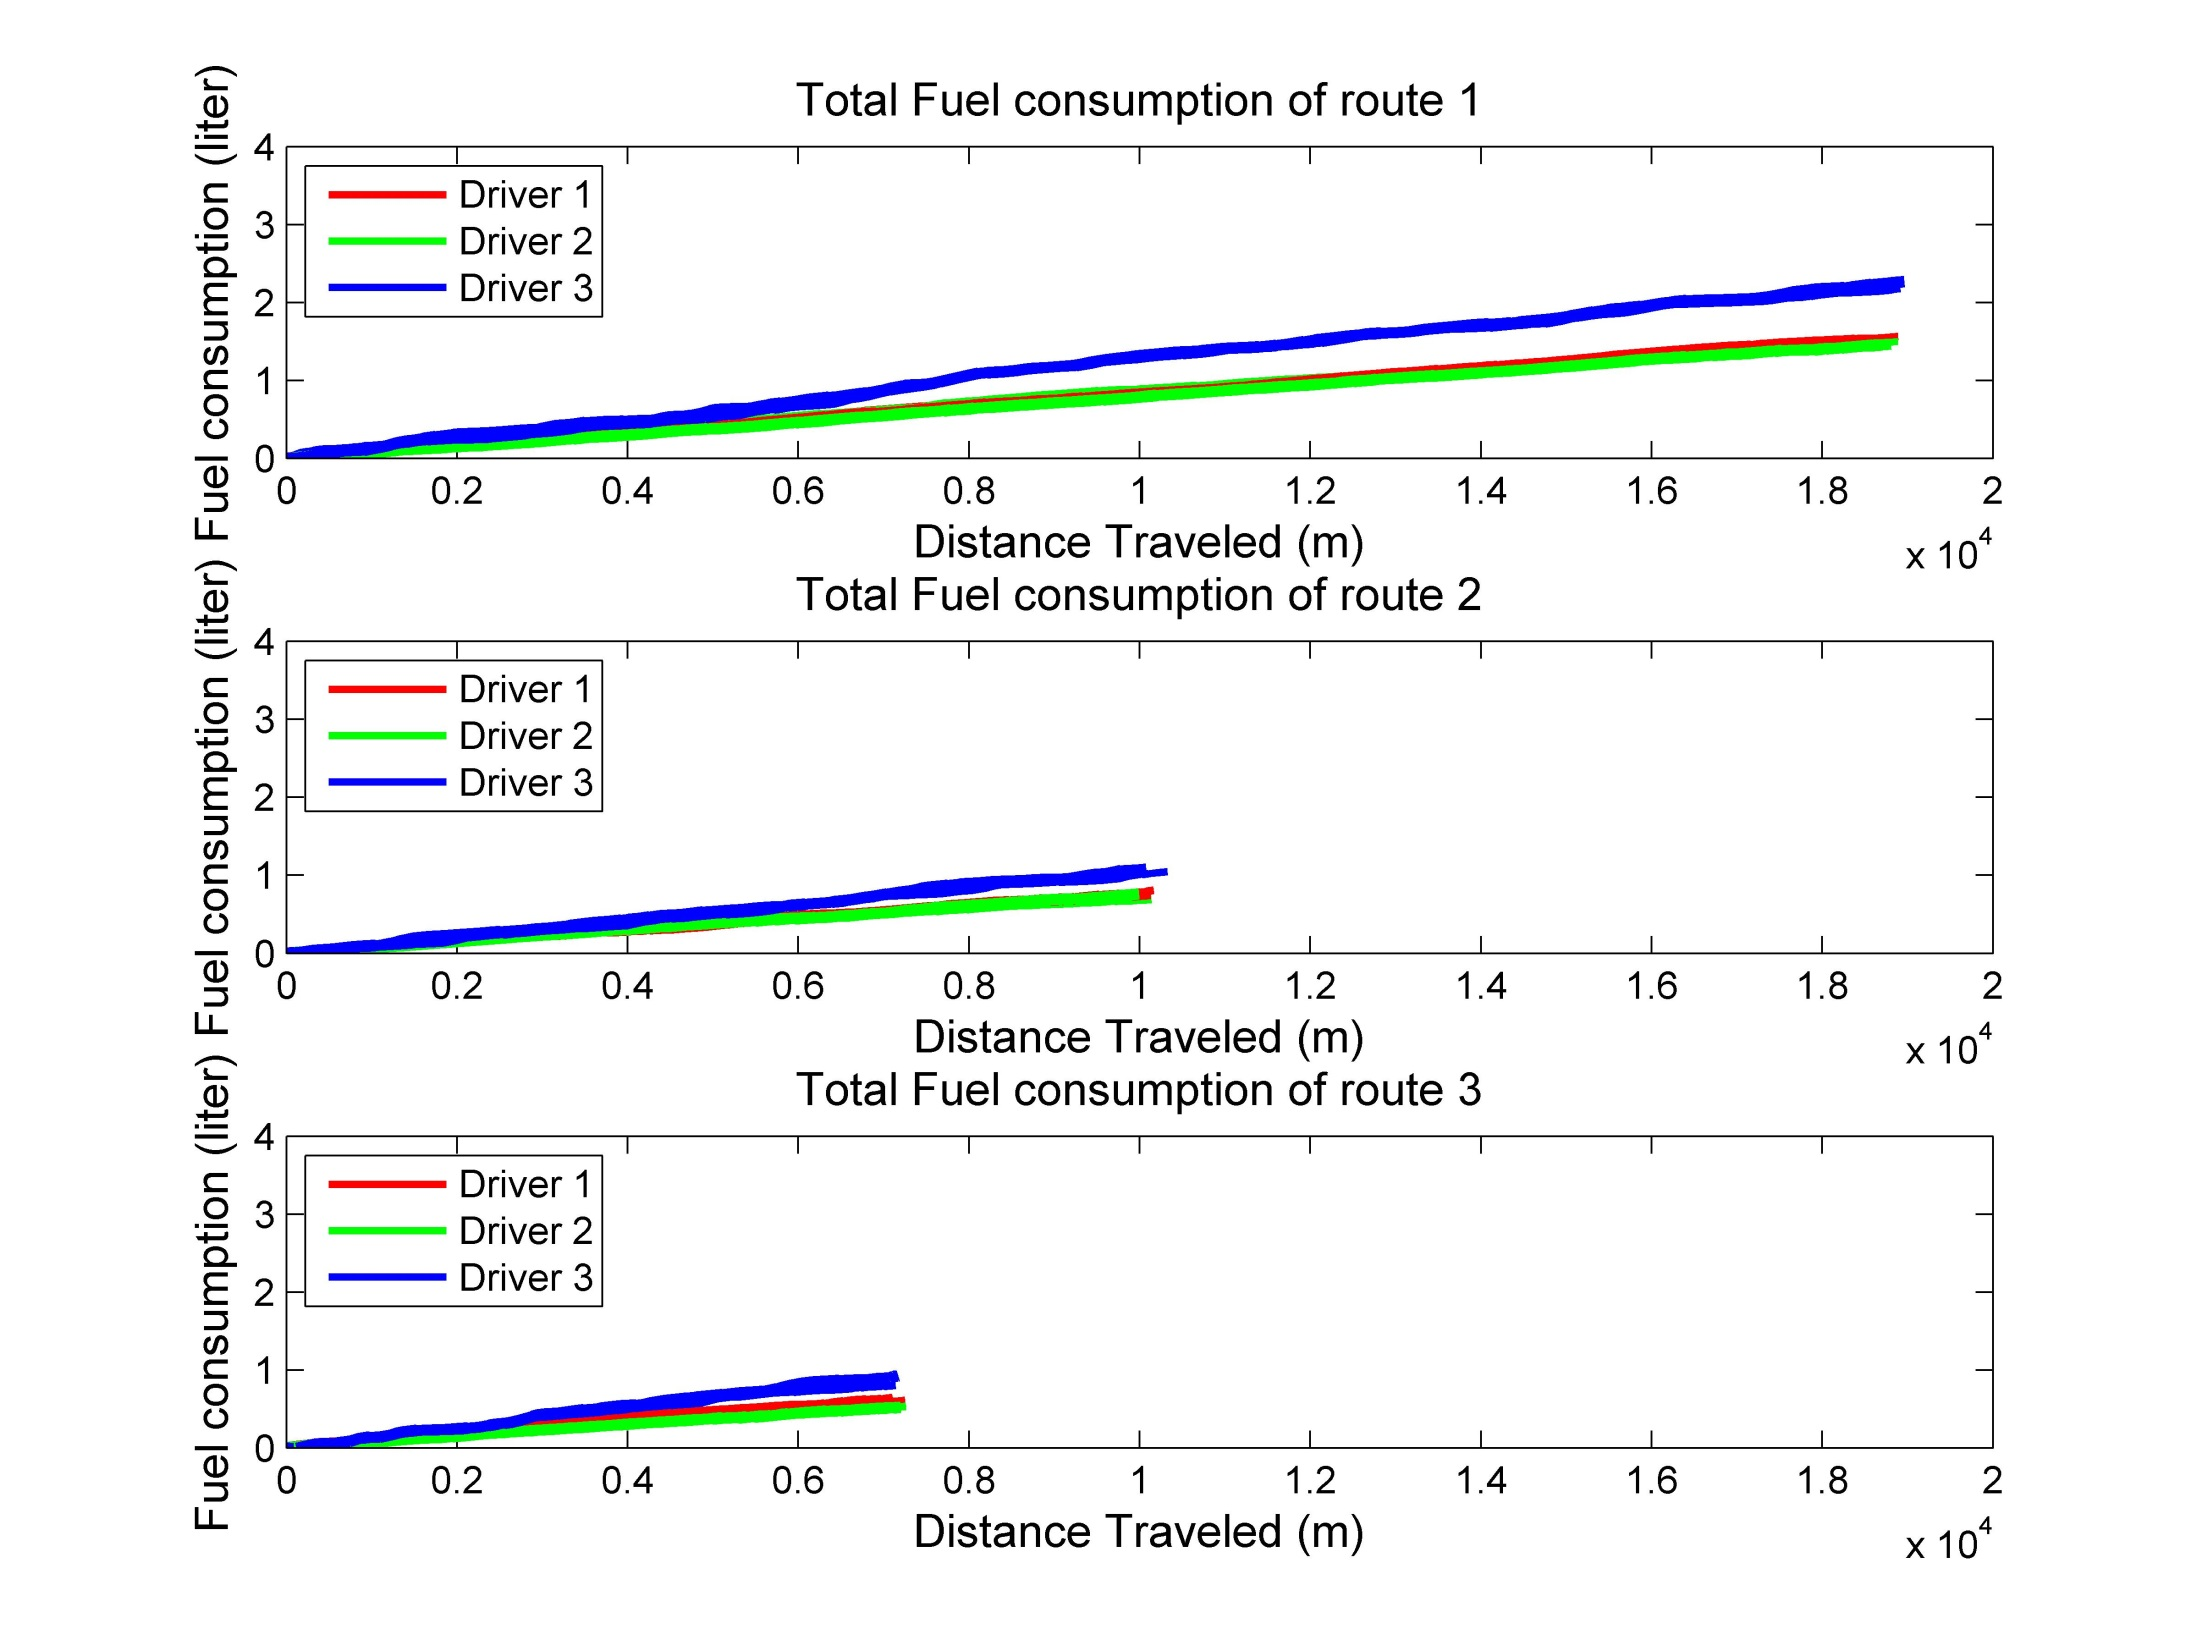 Total Fuel consumption of route 1
Fuel consumption (liter)
4
3
2
1
0
Driver 1
Driver 2
Driver 3
0 0.2 0.4 0.6 0.8 1 1.2 1.4 1.6 1.8 2
Distance Traveled (m)
x 10^4
Total Fuel consumption of route 2
Fuel consumption (liter)
4
3
2
1
0
Driver 1
Driver 2
Driver 3
0 0.2 0.4 0.6 0.8 1 1.2 1.4 1.6 1.8 2
Distance Traveled (m)
x 10^4
Total Fuel consumption of route 3
Fuel consumption (liter)
4
3
2
1
0
Driver 1
Driver 2
Driver 3
0 0.2 0.4 0.6 0.8 1 1.2 1.4 1.6 1.8 2
Distance Traveled (m)
x 10^4